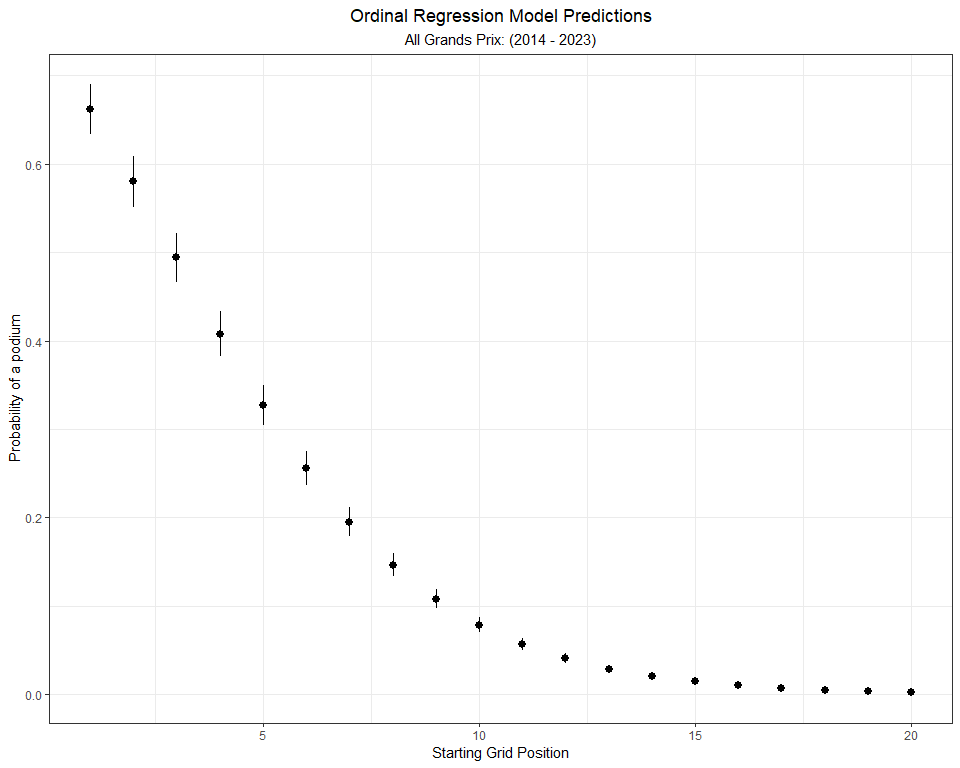 Ordinal Regression Model Predictions
All Grands Prix: (2014 - 2023)
Probability of a podium
0.6
0.4
0.2
0.0
5
10
15
20
Starting Grid Position